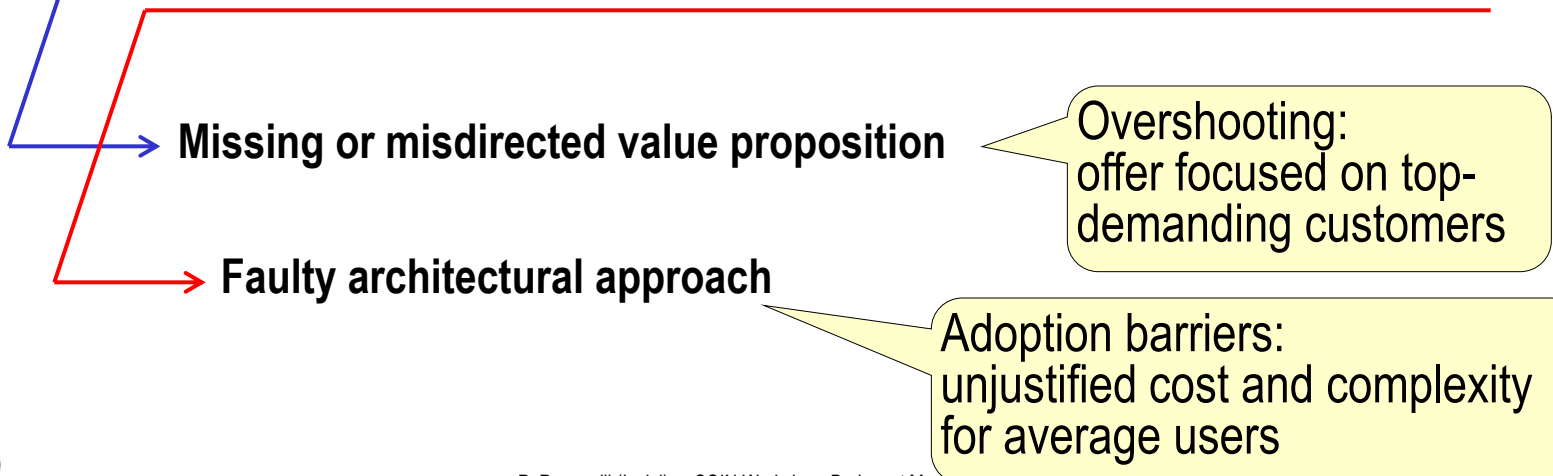 Missing or misdirected value proposition
Overshooting:
offer focused on top-
demanding customers
Faulty architectural approach
Adoption barriers:
unjustified cost and complexity
for average users